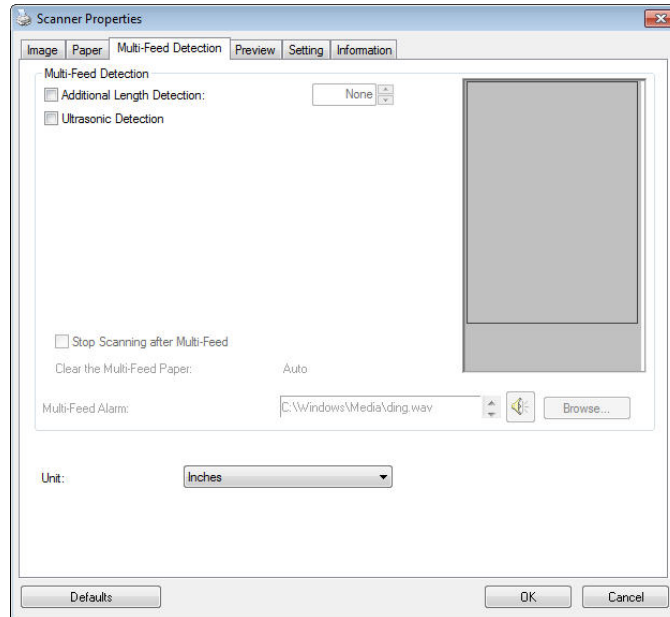 Scanner Properties
Image Paper Multi-Feed Detection Preview Setting Information
Multi-Feed Detection
Additional Length Detection: None
Ultrasonic Detection
Stop Scanning after Multi-Feed
Clear the Multi-Feed Paper: Auto
Multi-Feed Alarm: C:\Windows\Media\ding.wav Browse...
Unit: Inches
Defaults OK Cancel